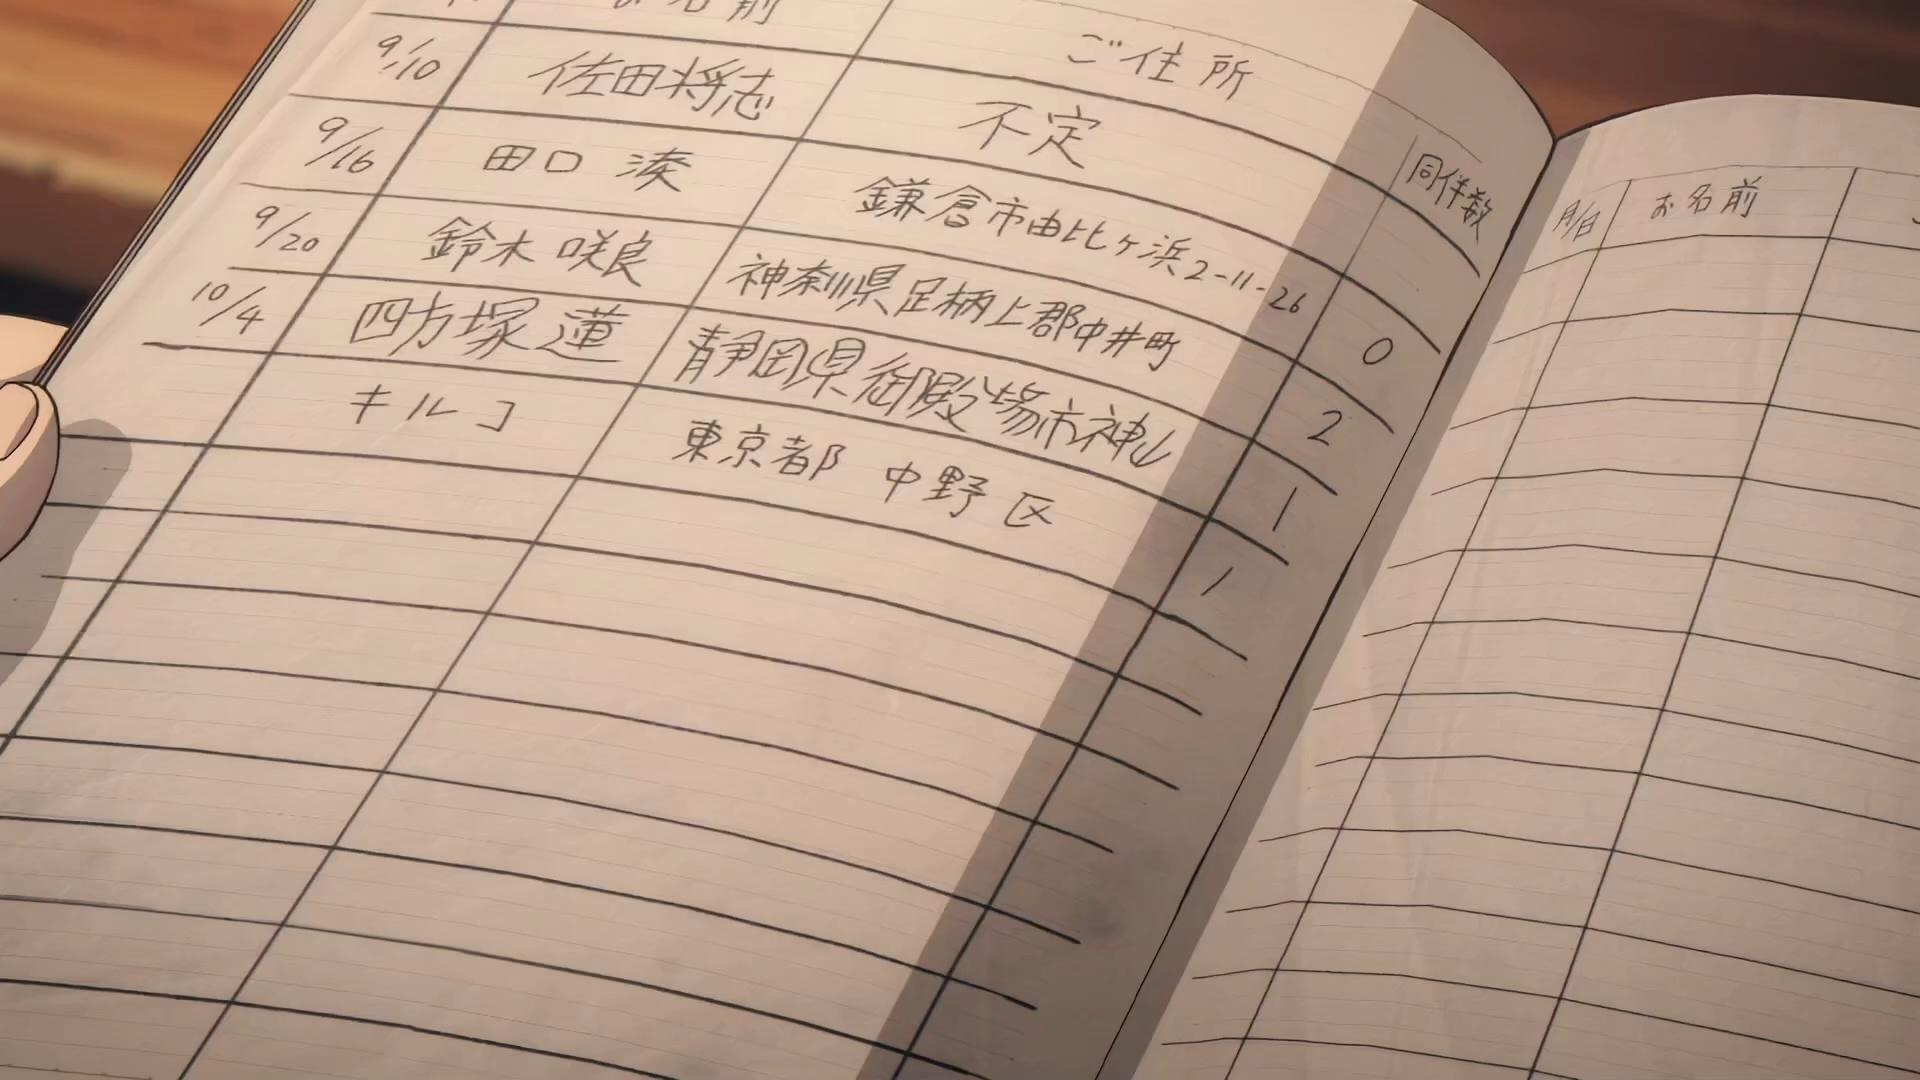 お名前 ご住所 同伴数
9/10 佐田将志 不定
9/16 田口 湊 鎌倉市由比ヶ浜2-11-26 0
9/20 鈴木 咲良 神奈川県足柄上郡中井町 2
10/4 四方塚 蓮 静岡県御殿場市神山 1
キルコ 東京都 中野区 1
月/日 お名前